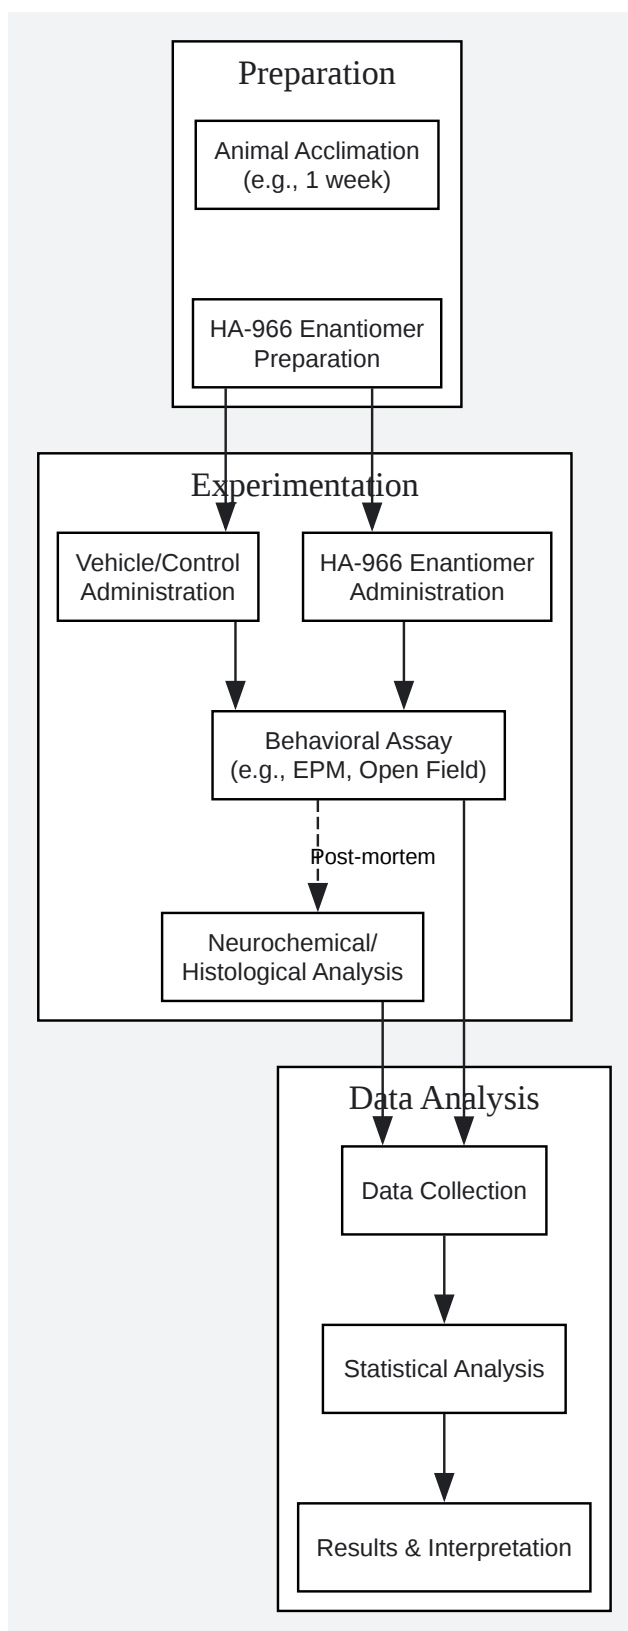 Preparation
Animal Acclimation
(e.g., 1 week)
HA-966 Enantiomer
Preparation
Experimentation
Vehicle/Control
Administration
HA-966 Enantiomer
Administration
Behavioral Assay
(e.g., EPM, Open Field)
Post-mortem
Neurochemical/
Histological Analysis
Data Analysis
Data Collection
Statistical Analysis
Results & Interpretation